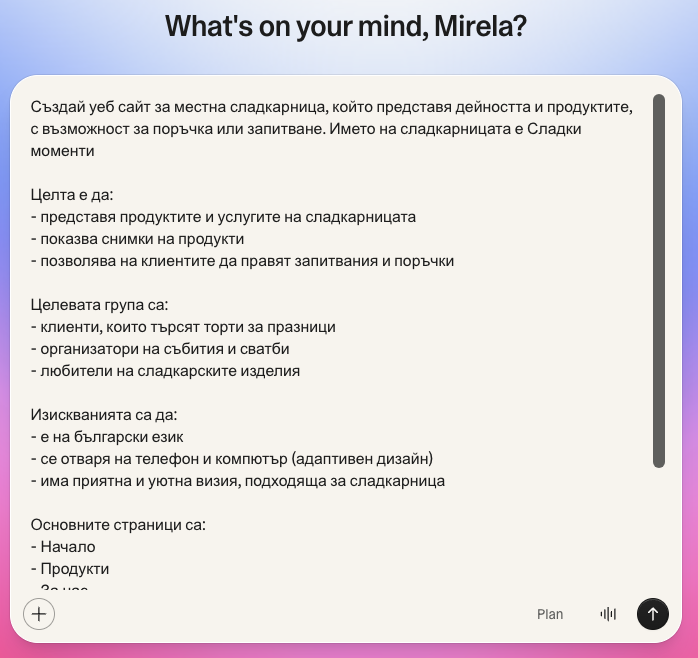 What's on your mind, Mirela?
Създай уеб сайт за местна сладкарница, който представя дейността и продуктите,
с възможност за поръчка или запитване. Името на сладкарницата е Сладки
моменти
Целта е да:
- представя продуктите и услугите на сладкарницата
- показва снимки на продукти
- позволява на клиентите да правят запитвания и поръчки
Целевата група са:
- клиенти, които търсят торти за празници
- организатори на събития и сватби
- любители на сладкарските изделия
Изискванията са да:
- е на български език
- се отваря на телефон и компютър (адаптивен дизайн)
- има приятна и уютна визия, подходяща за сладкарница
Основните страници са:
- Начало
- Продукти
Plan